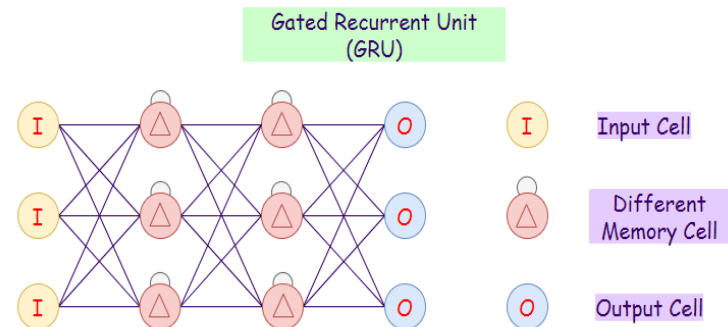 Gated Recurrent Unit
(GRU)
I O I Input Cell
I O Different
Memory Cell
I O O Output Cell